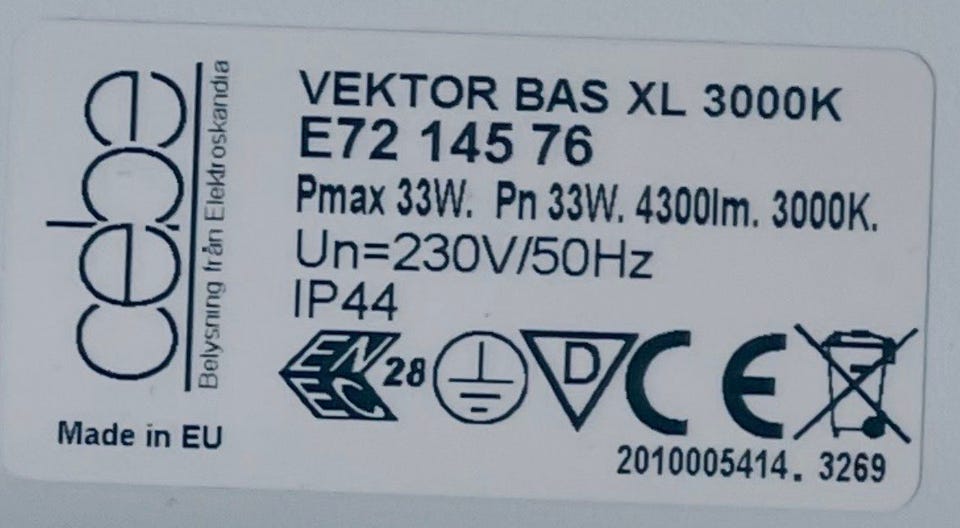 cebe
Belysning från Elektroskandia
Made in EU
VEKTOR BAS XL 3000K
E72 145 76
Pmax 33W. Pn 33W. 4300lm. 3000K.
Un=230V/50Hz
IP44
ENEC 28 D CE
2010005414. 3269